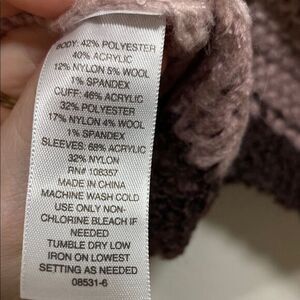 BODY: 42% POLYESTER
40% ACRYLIC
12% NYLON 5% WOOL
1% SPANDEX
CUFF: 46% ACRYLIC
32% POLYESTER
17% NYLON 4% WOOL
1% SPANDEX
SLEEVES: 68% ACRYLIC
32% NYLON
RN# 108357
MADE IN CHINA
MACHINE WASH COLD
USE ONLY NON-
CHLORINE BLEACH IF
NEEDED
TUMBLE DRY LOW
IRON ON LOWEST
SETTING AS NEEDED
08531-6